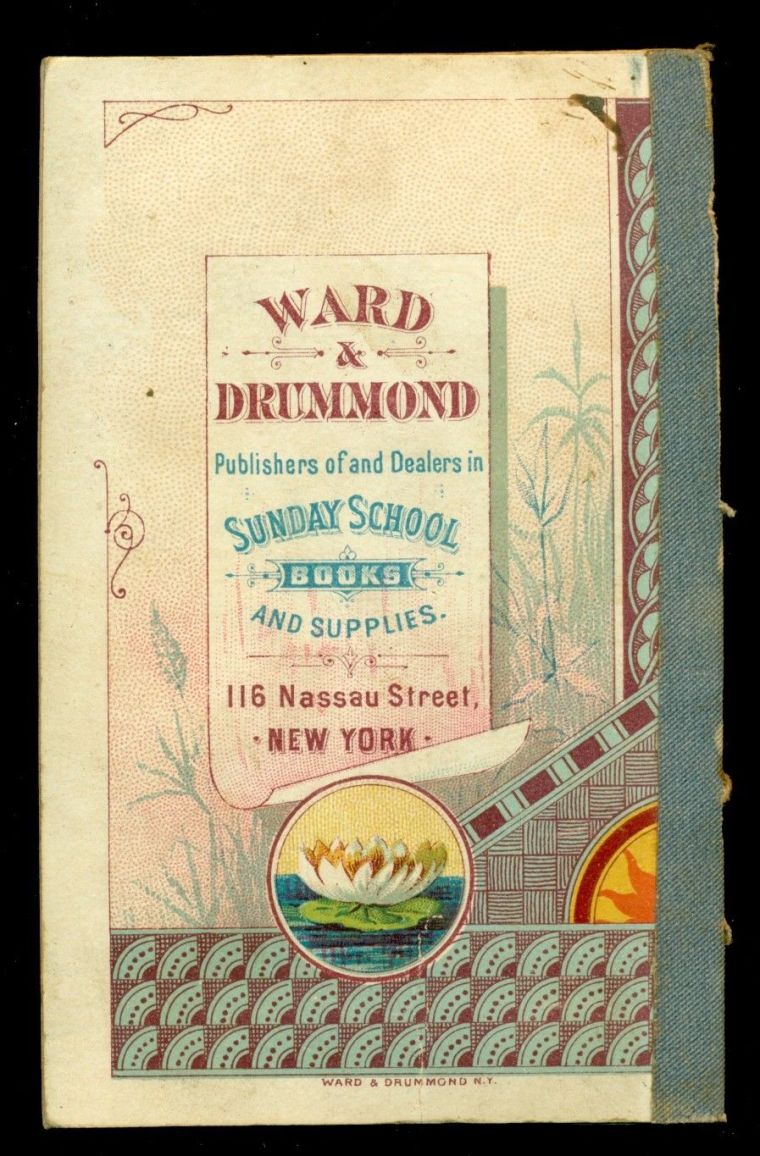 WARD
&
DRUMMOND
Publishers of and Dealers in
SUNDAY SCHOOL
BOOKS
AND SUPPLIES.
116 Nassau Street,
· NEW YORK ·
WARD & DRUMMOND N.Y.